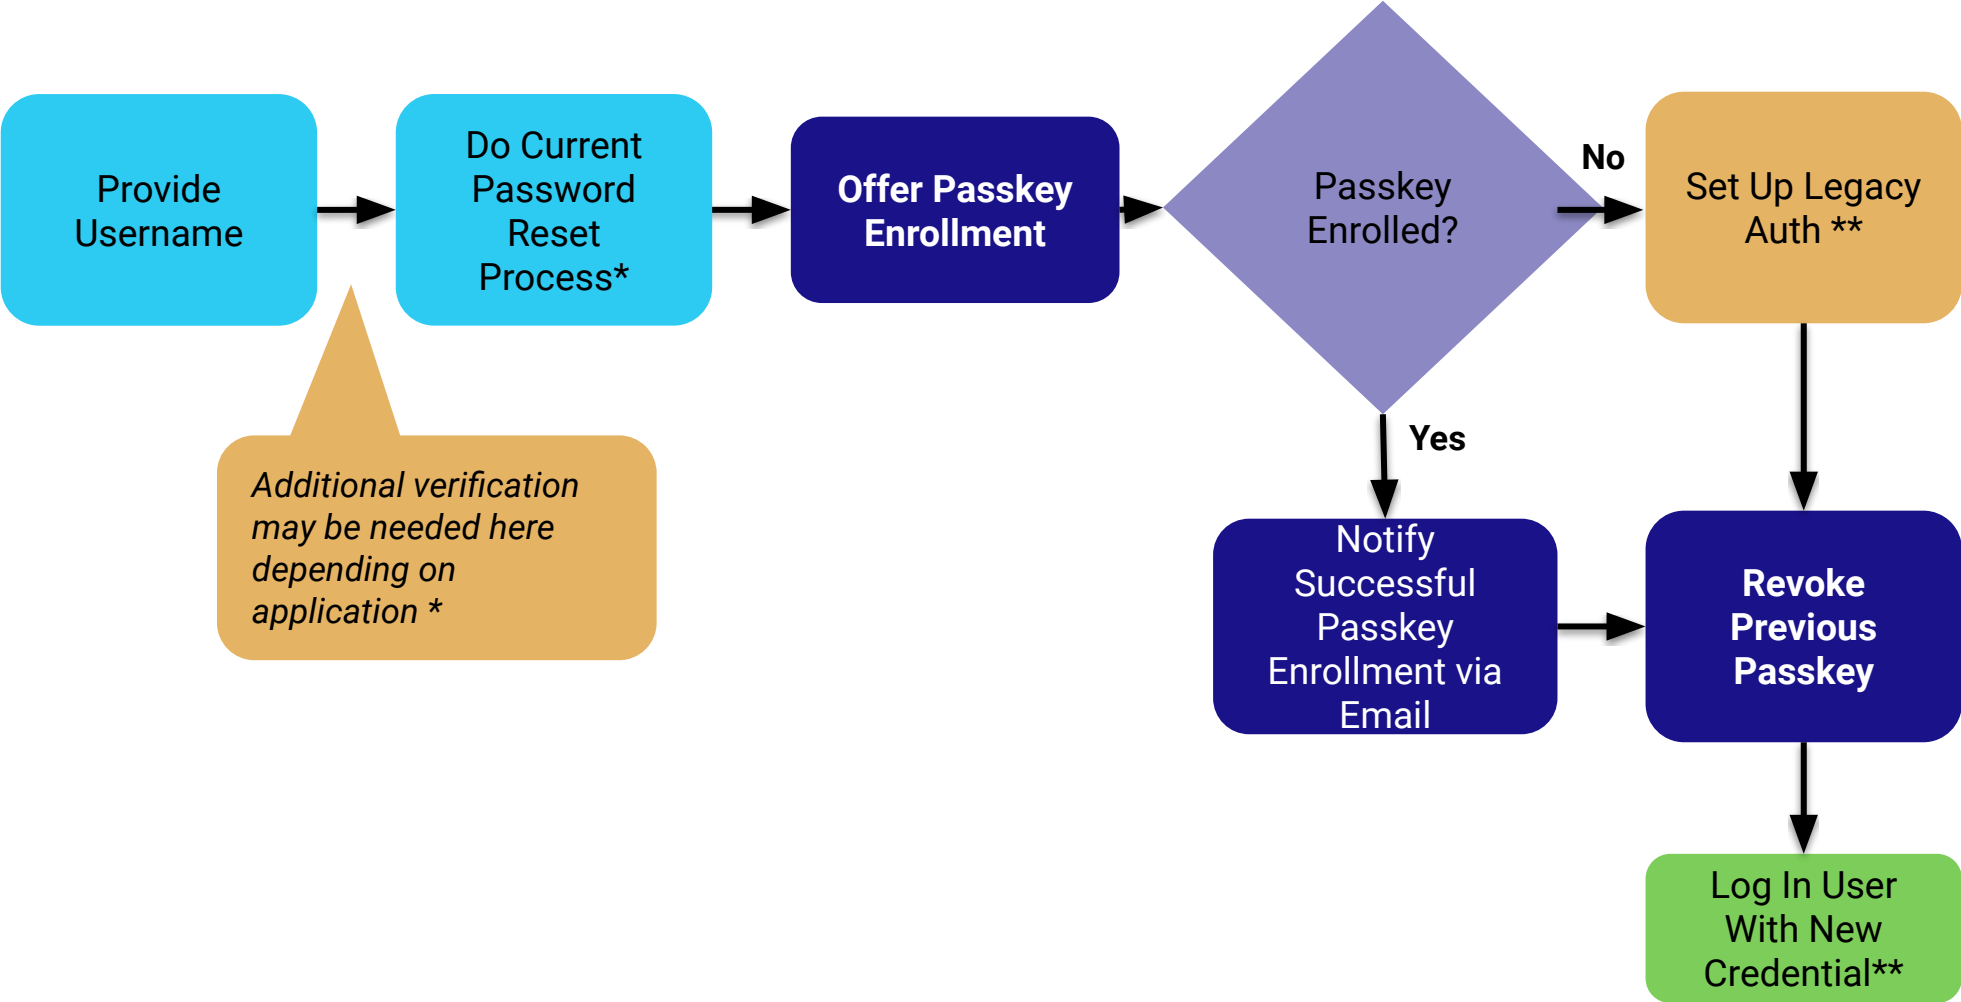 Provide
Username
Do Current
Password
Reset
Process*
Offer Passkey
Enrollment
Passkey
Enrolled?
No
Set Up Legacy
Auth **
Yes
Additional verification
may be needed here
depending on
application *
Notify
Successful
Passkey
Enrollment via
Email
Revoke
Previous
Passkey
Log In User
With New
Credential**